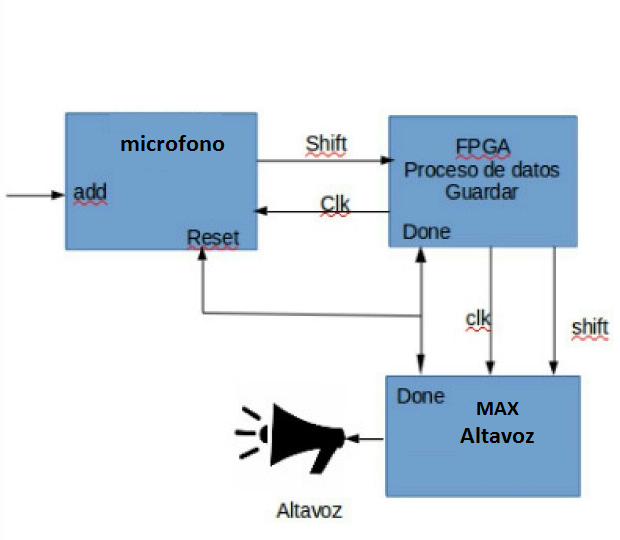 microfono
add
Reset
Shift
Clk
FPGA
Proceso de datos
Guardar
Done
clk
shift
Done
MAX
Altavoz
Altavoz